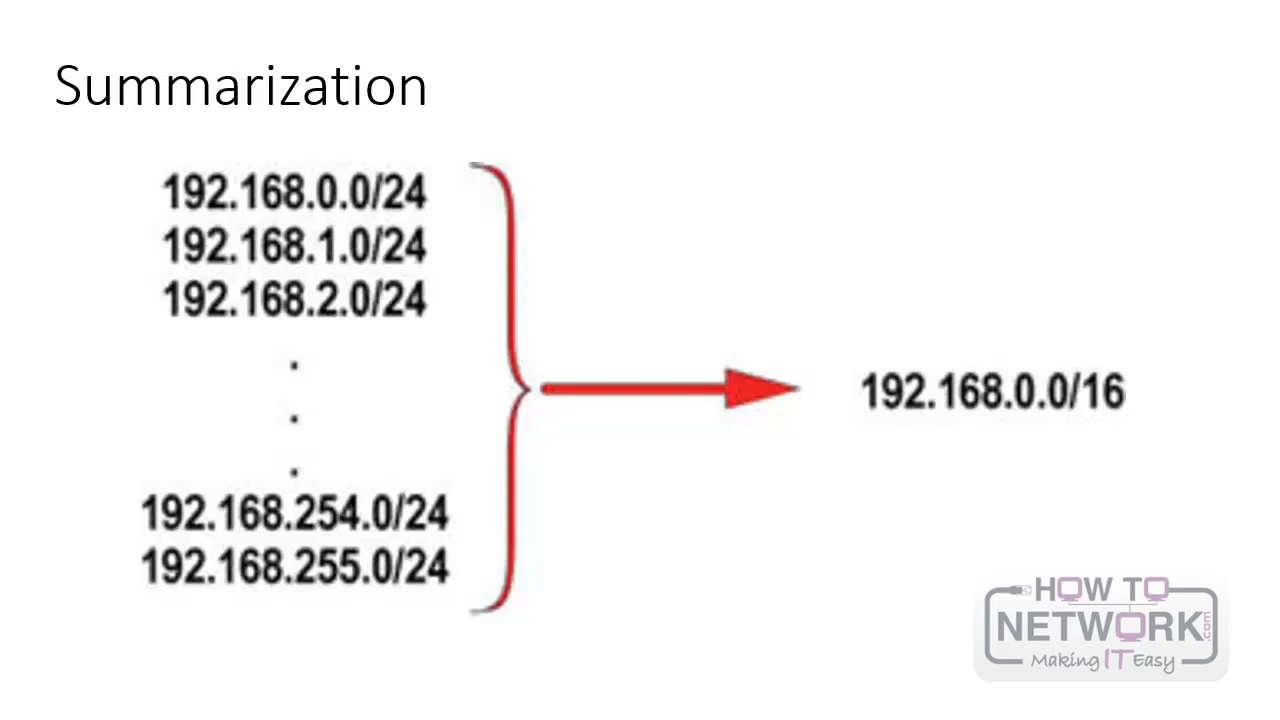 Summarization
192.168.0.0/24
192.168.1.0/24
192.168.2.0/24
.
.
.
192.168.254.0/24
192.168.255.0/24
192.168.0.0/16
HOW TO
NETWORK.com
Making IT Easy